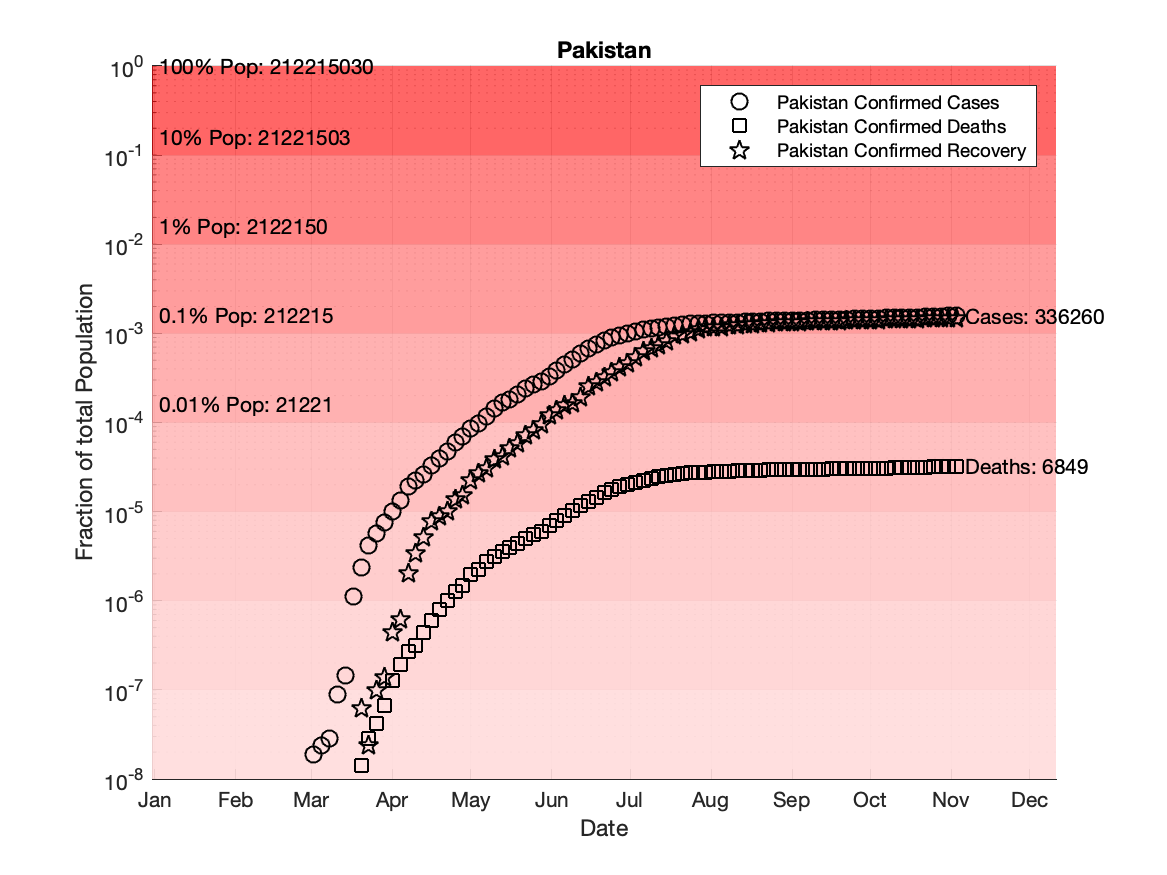 Pakistan
10^0
100% Pop: 212215030
Pakistan Confirmed Cases
Pakistan Confirmed Deaths
Pakistan Confirmed Recovery
10% Pop: 21221503
10^-1
1% Pop: 2122150
10^-2
0.1% Pop: 212215
Cases: 336260
10^-3
0.01% Pop: 21221
10^-4
Deaths: 6849
10^-5
10^-6
10^-7
10^-8
Fraction of total Population
Jan Feb Mar Apr May Jun Jul Aug Sep Oct Nov Dec
Date